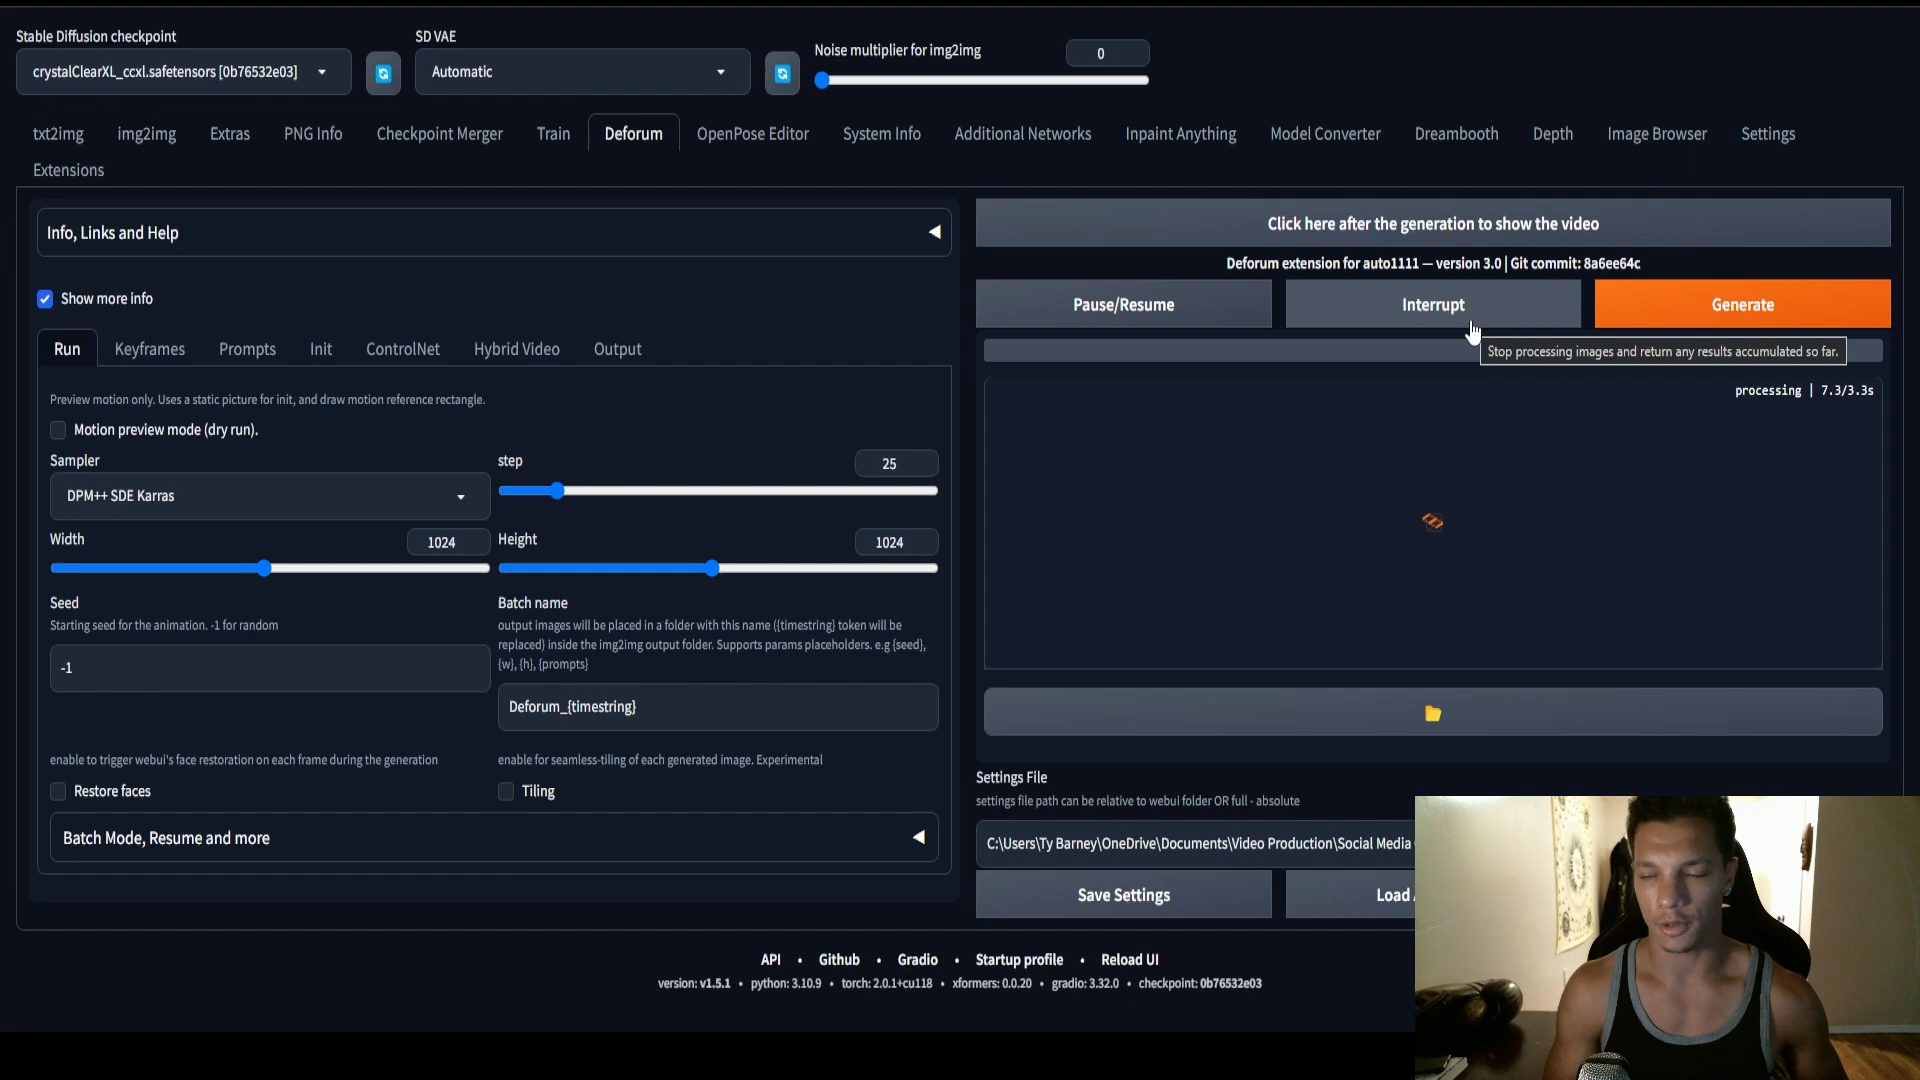 Stable Diffusion checkpoint
crystalClearXL_ccxl.safetensors [0b76532e03]
SD VAE
Automatic
Noise multiplier for img2img
0
txt2img
img2img
Extras
PNG Info
Checkpoint Merger
Train
Deforum
OpenPose Editor
System Info
Additional Networks
Inpaint Anything
Model Converter
Dreambooth
Depth
Image Browser
Settings
Extensions
Info, Links and Help
Show more info
Run
Keyframes
Prompts
Init
ControlNet
Hybrid Video
Output
Preview motion only. Uses a static picture for init, and draw motion reference rectangle.
Motion preview mode (dry run).
Sampler
DPM++ SDE Karras
step
25
Width
1024
Height
1024
Seed
Starting seed for the animation. -1 for random
-1
Batch name
output images will be placed in a folder with this name ({timestring} token will be
replaced) inside the img2img output folder. Supports params placeholders. e.g {seed},
{w}, {h}, {prompts}
Deforum_{timestring}
enable to trigger webui's face restoration on each frame during the generation
Restore faces
enable for seamless-tiling of each generated image. Experimental
Tiling
Batch Mode, Resume and more
Click here after the generation to show the video
Deforum extension for auto1111 — version 3.0 | Git commit: 8a6ee64c
Pause/Resume
Interrupt
Generate
Stop processing images and return any results accumulated so far.
processing | 7.3/3.3s
Settings File
settings file path can be relative to webui folder OR full - absolute
C:\Users\Ty Barney\OneDrive\Documents\Video Production\Social Media
Save Settings
Load
API • Github • Gradio • Startup profile • Reload UI
version: v1.5.1 • python: 3.10.9 • torch: 2.0.1+cu118 • xformers: 0.0.20 • gradio: 3.32.0 • checkpoint: 0b76532e03